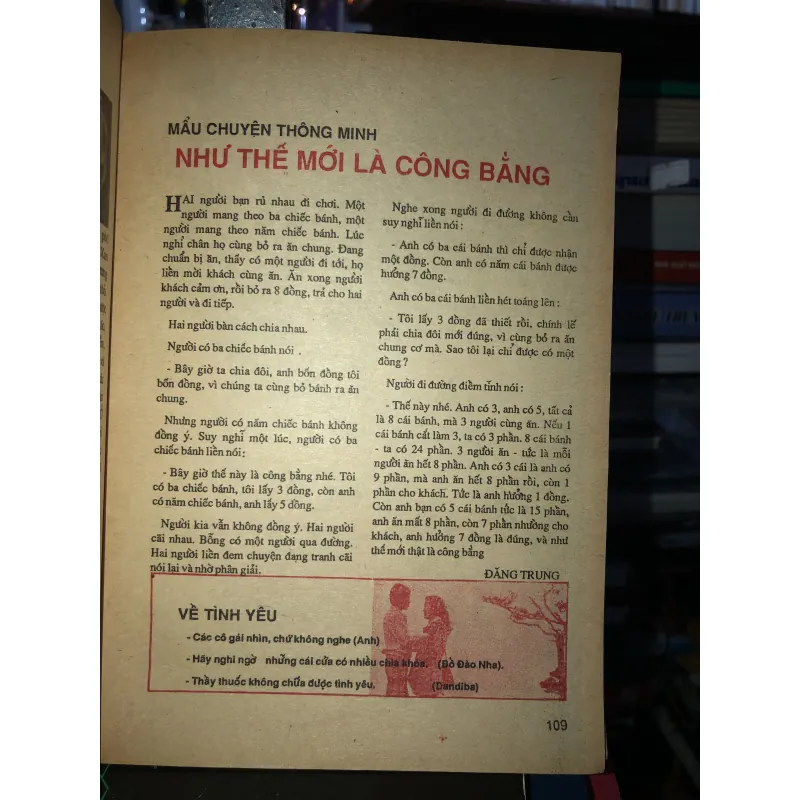 MẨU CHUYỆN THÔNG MINH
NHƯ THẾ MỚI LÀ CÔNG BẰNG
HAI người bạn rủ nhau đi chơi. Một
người mang theo ba chiếc bánh, một
người mang theo năm chiếc bánh. Lúc
nghỉ chân họ cùng bỏ ra ăn chung. Đang
chuẩn bị ăn, thấy có một người đi tới, họ
liền mời khách cùng ăn. Ăn xong người
khách cảm ơn, rồi bỏ ra 8 đồng, trả cho hai
người và đi tiếp.
Hai người bàn cách chia nhau.
Người có ba chiếc bánh nói .
- Bây giờ ta chia đôi, anh bốn đồng tôi
bốn đồng, vì chúng ta cùng bỏ bánh ra ăn
chung.
Nhưng người có năm chiếc bánh không
đồng ý. Suy nghĩ một lúc, người có ba
chiếc bánh liền nói:
- Bây giờ thế này là công bằng nhé. Tôi
có ba chiếc bánh, tôi lấy 3 đồng, còn anh
có năm chiếc bánh, anh lấy 5 đồng.
Người kia vẫn không đồng ý. Hai người
cãi nhau. Bỗng có một người qua đường.
Hai người liền đem chuyện đang tranh cãi
nói lại và nhờ phân giải.
Nghe xong người đi đường không cần
suy nghĩ liền nói :
- Anh có ba cái bánh thì chỉ được nhận
một đồng. Còn anh có năm cái bánh được
hưởng 7 đồng.
Anh có ba cái bánh liền hét toáng lên :
- Tôi lấy 3 đồng đã thiệt rồi, chính lẽ
phải chia đôi mới đúng, vì cùng bỏ ra ăn
chung cơ mà. Sao tôi lại chỉ được có một
đồng ?
Người đi đường điềm tĩnh nói :
- Thế này nhé. Anh có 3, anh có 5, tất cả
là 8 cái bánh, mà 3 người cùng ăn. Nếu 1
cái bánh cắt làm 3, ta có 3 phần. 8 cái bánh
- ta có 24 phần. 3 người ăn - tức là mỗi
người ăn hết 8 phần. Anh có 3 cái là anh có
9 phần, mà anh ăn hết 8 phần rồi, còn 1
phần cho khách. Tức là anh hưởng 1 đồng.
Còn anh bạn có 5 cái bánh tức là 15 phần,
anh ăn mất 8 phần, còn 7 phần nhường cho
khách, anh hưởng 7 đồng là đúng, và như
thế mới thật là công bằng
ĐĂNG TRUNG
VỀ TÌNH YÊU
- Các cô gái nhìn, chứ không nghe (Anh)
- Hãy nghi ngờ những cái cửa có nhiều chìa khóa. (Bồ Đào Nha).
- Thầy thuốc không chữa được tình yêu. (Dandiba)
109